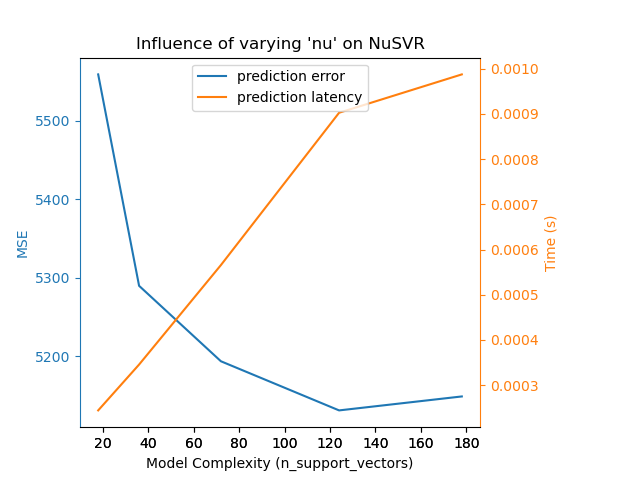 Influence of varying 'nu' on NuSVR
prediction error
prediction latency
5500
5400
5300
5200
MSE
0.0010
0.0009
0.0008
0.0007
0.0006
0.0005
0.0004
0.0003
Time (s)
20 40 60 80 100 120 140 160 180
Model Complexity (n_support_vectors)